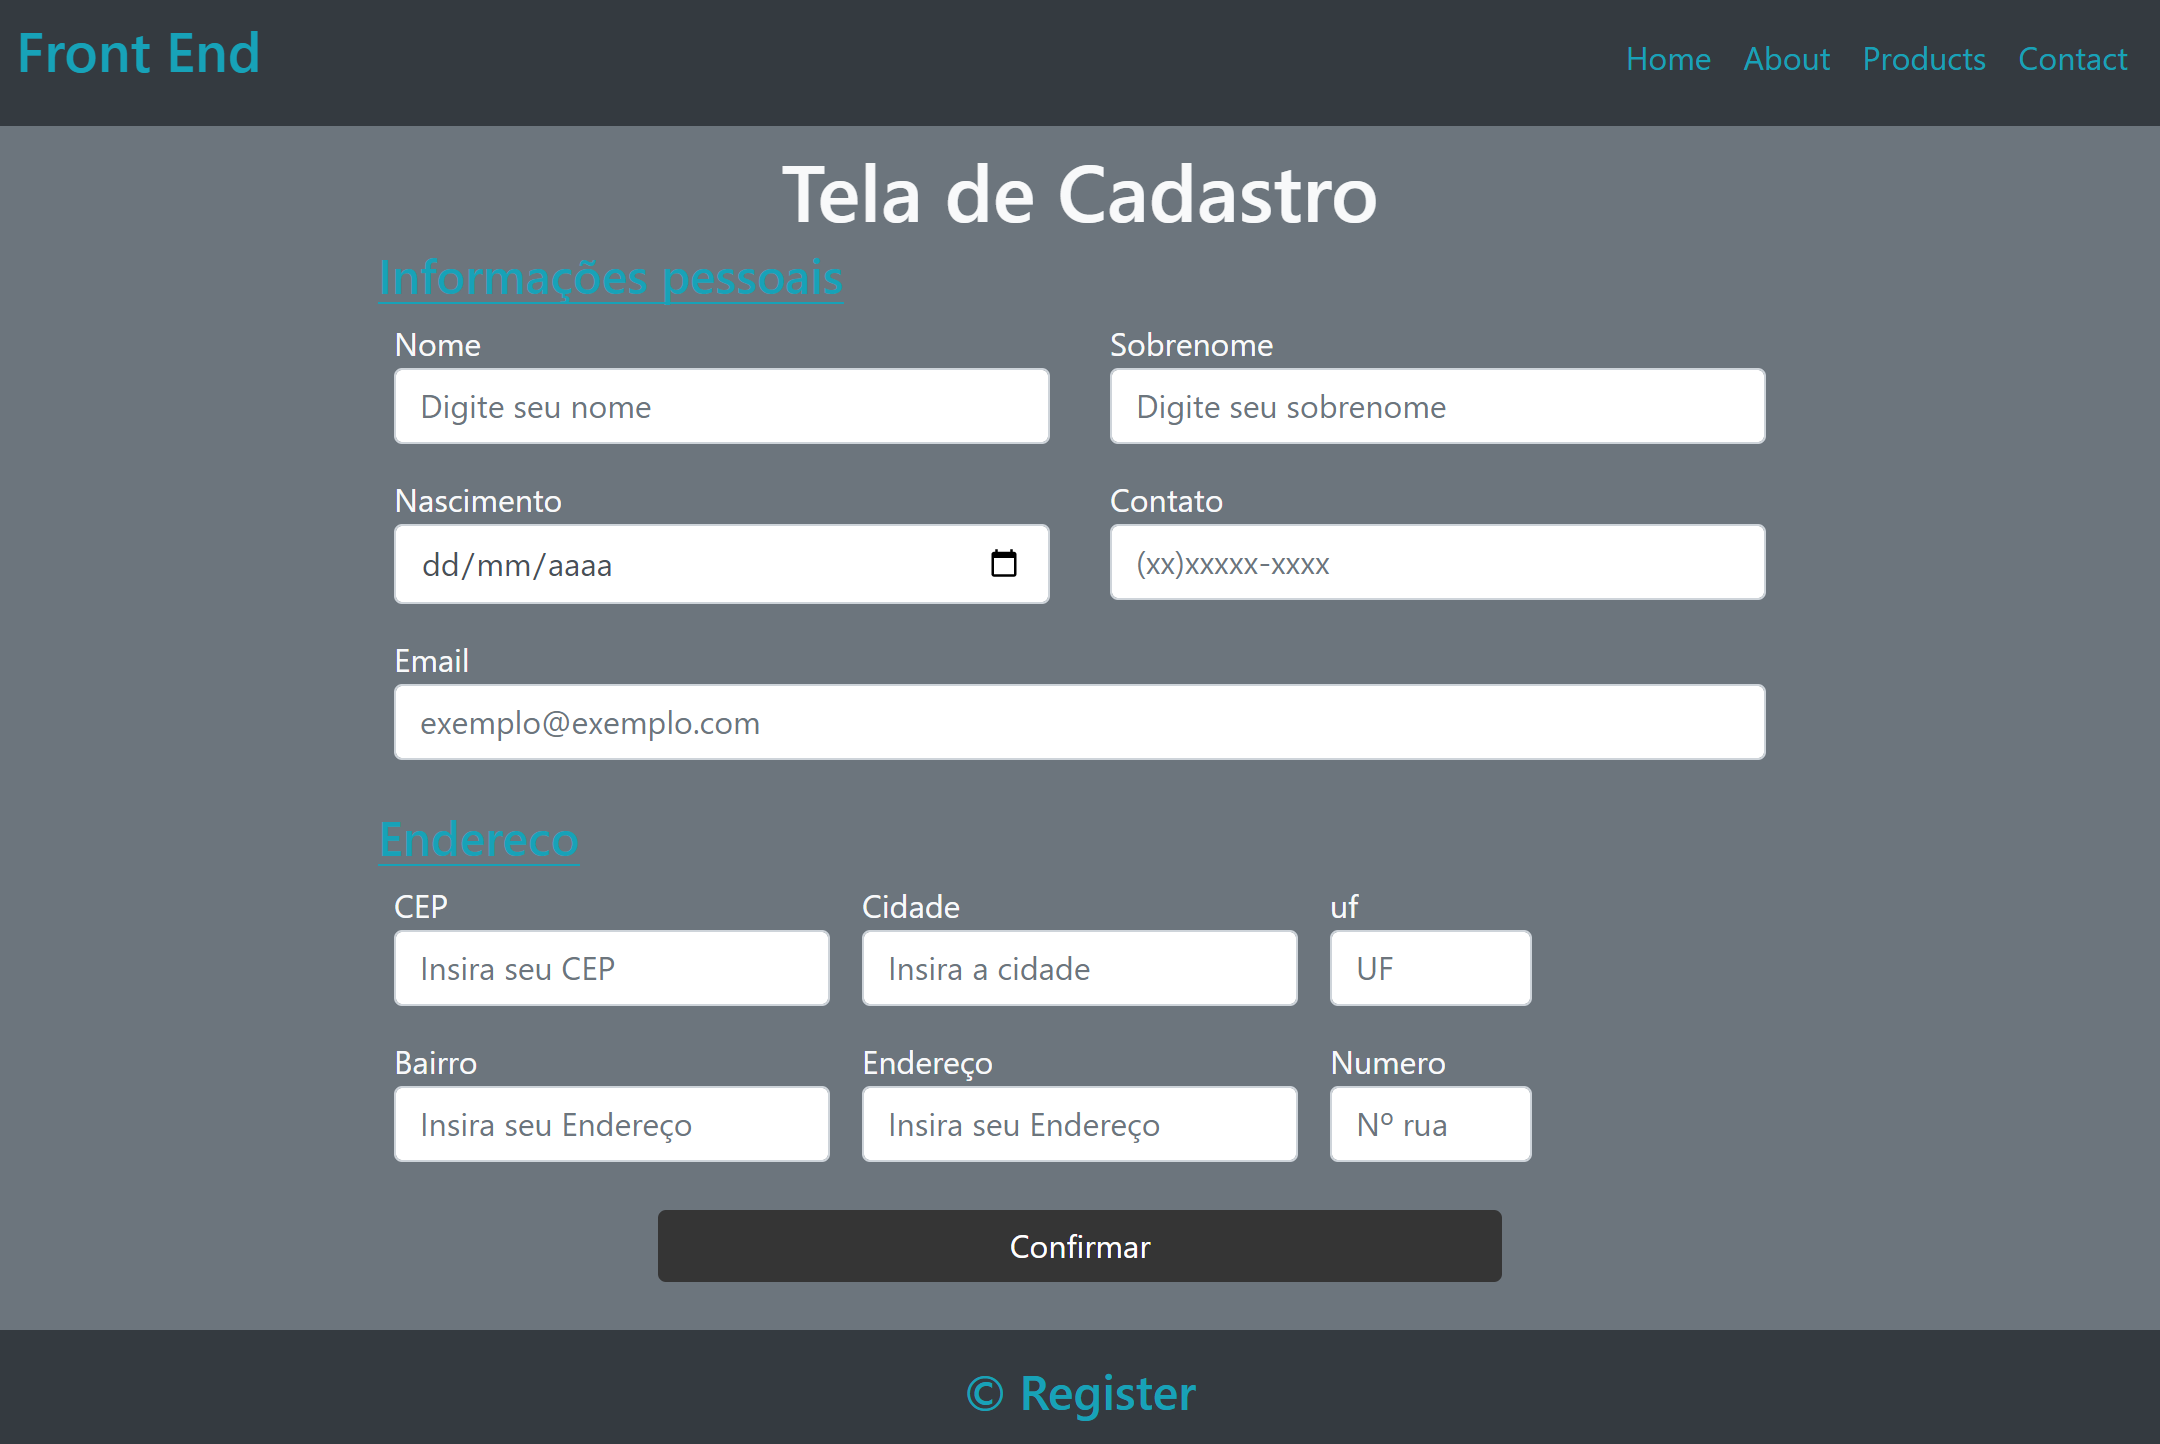 Front End
Home About Products Contact
Tela de Cadastro
Informações pessoais
Nome Sobrenome
Digite seu nome Digite seu sobrenome
Nascimento Contato
dd/mm/aaaa (xx)xxxxx-xxxx
Email
exemplo@exemplo.com
Endereco
CEP Cidade uf
Insira seu CEP Insira a cidade UF
Bairro Endereço Numero
Insira seu Endereço Insira seu Endereço Nº rua
Confirmar
© Register